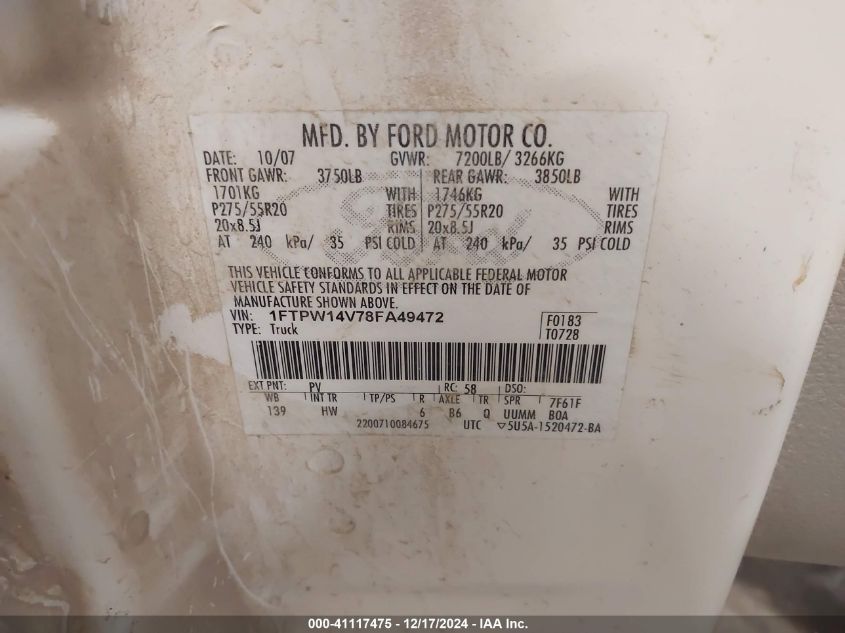 MFD. BY FORD MOTOR CO.
DATE: 10/07 GVWR: 7200LB/ 3266KG
FRONT GAWR: 3750LB REAR GAWR: 3850LB
1701KG WITH 1746KG WITH
P275/55R20 TIRES P275/55R20 TIRES
20x8.5J RIMS 20x8.5J RIMS
AT 240 kPa/ 35 PSI COLD AT 240 kPa/ 35 PSI COLD
Ford
THIS VEHICLE CONFORMS TO ALL APPLICABLE FEDERAL MOTOR
VEHICLE SAFETY STANDARDS IN EFFECT ON THE DATE OF
MANUFACTURE SHOWN ABOVE.
VIN: 1FTPW14V78FA49472 F0183
TYPE: Truck T0728
EXT PNT: PV RC: 58 DSO:
WB INT TR TP/PS R AXLE TR SPR 7F61F
139 HW 6 B6 Q UUMM BOA
2200710084675 UTC ▽5U5A-1520472-BA
000-41117475 - 12/17/2024 - IAA Inc.